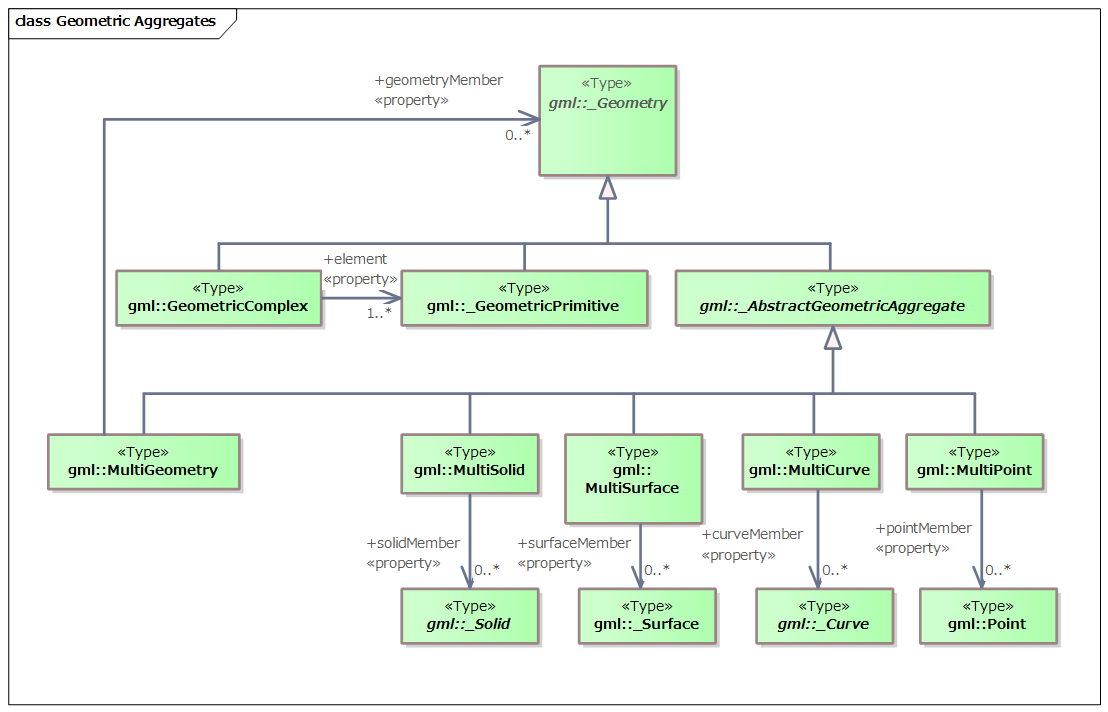 class Geometric Aggregates
+geometryMember
«property»
0..*
«Type»
gml::_Geometry
«Type»
gml::GeometricComplex
+element
«property»
1..*
«Type»
gml::_GeometricPrimitive
«Type»
gml::_AbstractGeometricAggregate
«Type»
gml::MultiGeometry
«Type»
gml::MultiSolid
«Type»
gml::
MultiSurface
«Type»
gml::MultiCurve
«Type»
gml::MultiPoint
+solidMember
«property»
0..*
+surfaceMember
«property»
0..*
+curveMember
«property»
0..*
+pointMember
«property»
0..*
«Type»
gml::_Solid
«Type»
gml::_Surface
«Type»
gml::_Curve
«Type»
gml::Point